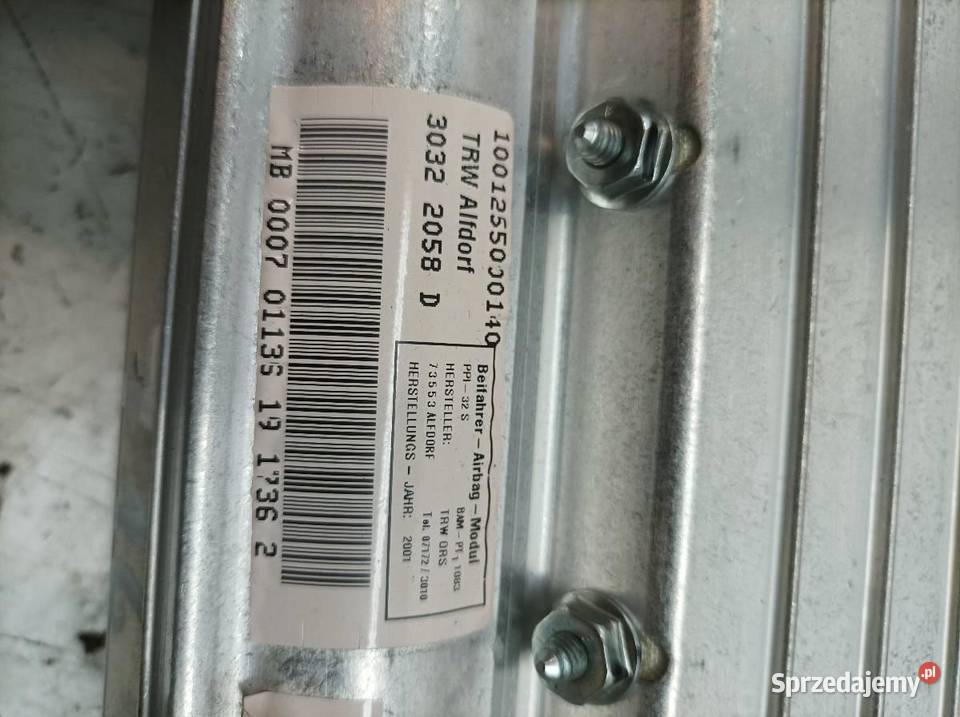 1001255000140
TRW Alfdorf
3032 2058 D
Beifahrer - Airbag - Modul
PPI - 32 S BAM - PT₁ 1083
HERSTELLER: TRW ORS
73553 ALFDORF Tel. 07172 / 3010
HERSTELLUNGS - JAHR: 2001
MB 0007 01136 19 1736 2
Sprzedajemy.pl